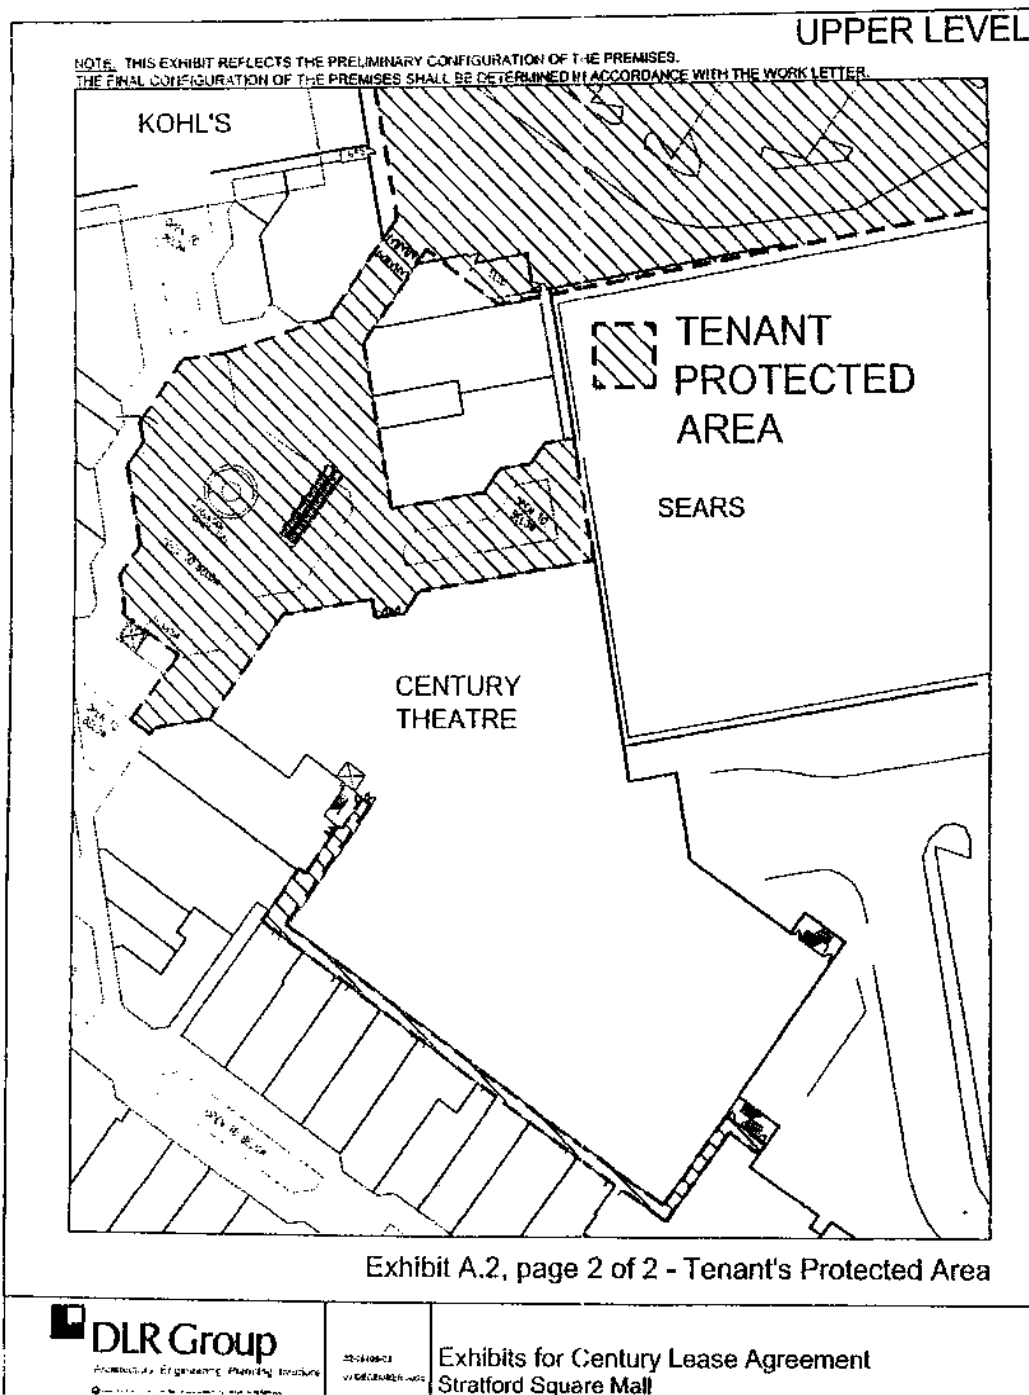 UPPER LEVEL
NOTE: THIS EXHIBIT REFLECTS THE PRELIMINARY CONFIGURATION OF THE PREMISES.
THE FINAL CONFIGURATION OF THE PREMISES SHALL BE DETERMINED IN ACCORDANCE WITH THE WORK LETTER.
KOHL'S
TENANT
PROTECTED
AREA
SEARS
CENTURY
THEATRE
OPEN TO BELOW
Exhibit A.2, page 2 of 2 - Tenant's Protected Area
DLR Group
Architecture Engineering Planning Interiors
Exhibits for Century Lease Agreement
Stratford Square Mall